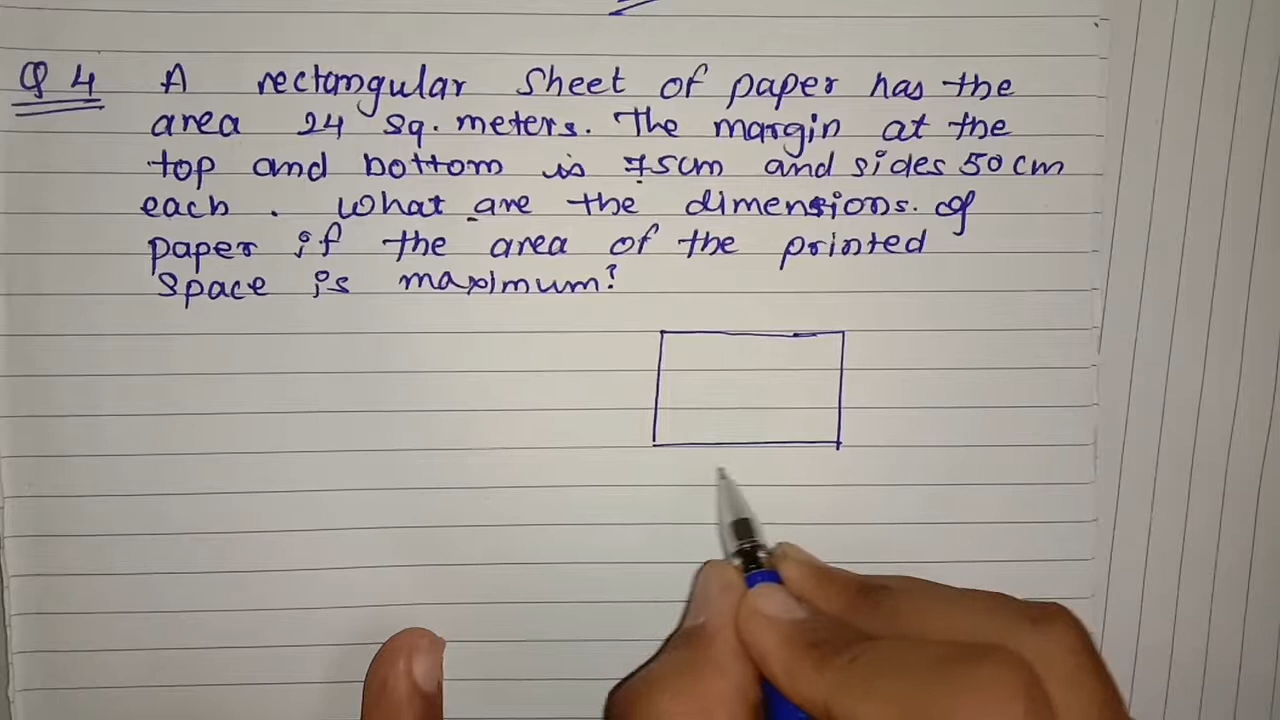 Q 4 A rectangular sheet of paper has the
area 24 sq. meters. The margin at the
top and bottom is 75cm and sides 50 cm
each. What are the dimensions. of
paper if the area of the printed
space is maximum?